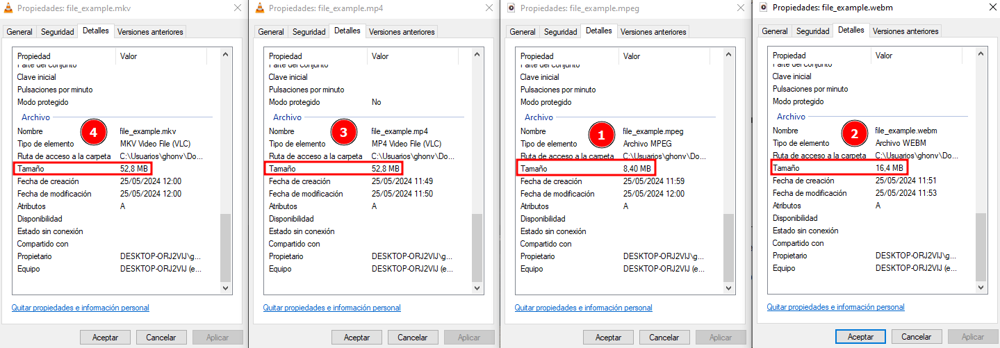 Propiedades: file_example.mkv
General
Seguridad
Detalles
Versiones anteriores
Propiedad
Valor
Parte del conjunto
Clave inicial
Pulsaciones por minuto
Modo protegido
Archivo
4
Nombre file_example.mkv
Tipo de elemento MKV Video File (VLC)
Ruta de acceso a la carpeta C:\Usuarios\ghonv\Do...
Tamaño 52,8 MB
Fecha de creación 25/05/2024 12:00
Fecha de modificación 25/05/2024 12:00
Atributos A
Disponibilidad
Estado sin conexión
Compartido con
Propietario DESKTOP-ORJ2VIJ\g...
Equipo DESKTOP-ORJ2VIJ (e...
Quitar propiedades e información personal
Aceptar
Cancelar
Aplicar
Propiedades: file_example.mp4
General
Seguridad
Detalles
Versiones anteriores
Propiedad
Valor
Parte del conjunto
Clave inicial
Pulsaciones por minuto
Modo protegido No
Archivo
3
Nombre file_example.mp4
Tipo de elemento MP4 Video File (VLC)
Ruta de acceso a la carpeta C:\Usuarios\ghonv\Do...
Tamaño 52,8 MB
Fecha de creación 25/05/2024 11:49
Fecha de modificación 25/05/2024 11:50
Atributos A
Disponibilidad
Estado sin conexión
Compartido con
Propietario DESKTOP-ORJ2VIJ\g...
Equipo DESKTOP-ORJ2VIJ (e...
Quitar propiedades e información personal
Aceptar
Cancelar
Aplicar
Propiedades: file_example.mpeg
General
Seguridad
Detalles
Versiones anteriores
Propiedad
Valor
Parte del conjunto
Clave inicial
Pulsaciones por minuto
Modo protegido
Archivo
1
Nombre file_example.mpeg
Tipo de elemento Archivo MPEG
Ruta de acceso a la carpeta C:\Usuarios\ghonv\Do...
Tamaño 8,40 MB
Fecha de creación 25/05/2024 11:59
Fecha de modificación 25/05/2024 12:00
Atributos A
Disponibilidad
Estado sin conexión
Compartido con
Propietario DESKTOP-ORJ2VIJ\g...
Equipo DESKTOP-ORJ2VIJ (e...
Quitar propiedades e información personal
Aceptar
Cancelar
Aplicar
Propiedades: file_example.webm
General
Seguridad
Detalles
Versiones anteriores
Propiedad
Valor
Parte del conjunto
Clave inicial
Pulsaciones por minuto
Modo protegido
Archivo
2
Nombre file_example.webm
Tipo de elemento Archivo WEBM
Ruta de acceso a la carpeta C:\Usuarios\ghonv\Do...
Tamaño 16,4 MB
Fecha de creación 25/05/2024 11:51
Fecha de modificación 25/05/2024 11:53
Atributos A
Disponibilidad
Estado sin conexión
Compartido con
Propietario DESKTOP-ORJ2VIJ\g...
Equipo DESKTOP-ORJ2VIJ (e...
Quitar propiedades e información personal
Aceptar
Cancelar
Aplicar